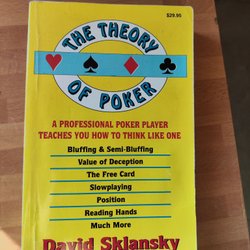 $29.95
THE THEORY
OF POKER
A PROFESSIONAL POKER PLAYER
TEACHES YOU HOW TO THINK LIKE ONE
Bluffing & Semi-Bluffing
Value of Deception
The Free Card
Slowplaying
Position
Reading Hands
Much More
David Sklansky